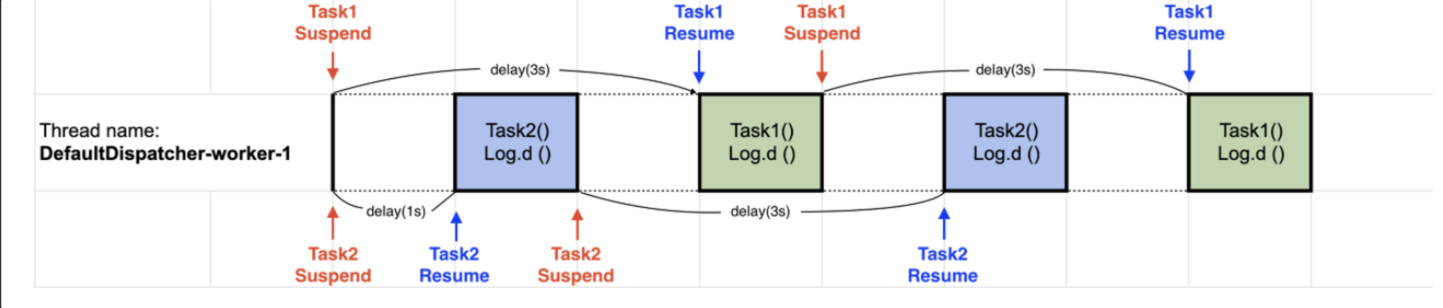 Task1
Suspend
Task1
Resume
Task1
Suspend
Task1
Resume
delay(3s)
delay(3s)
Thread name:
DefaultDispatcher-worker-1
Task2()
Log.d ()
Task1()
Log.d ()
Task2()
Log.d ()
Task1()
Log.d ()
delay(1s)
delay(3s)
Task2
Suspend
Task2
Resume
Task2
Suspend
Task2
Resume